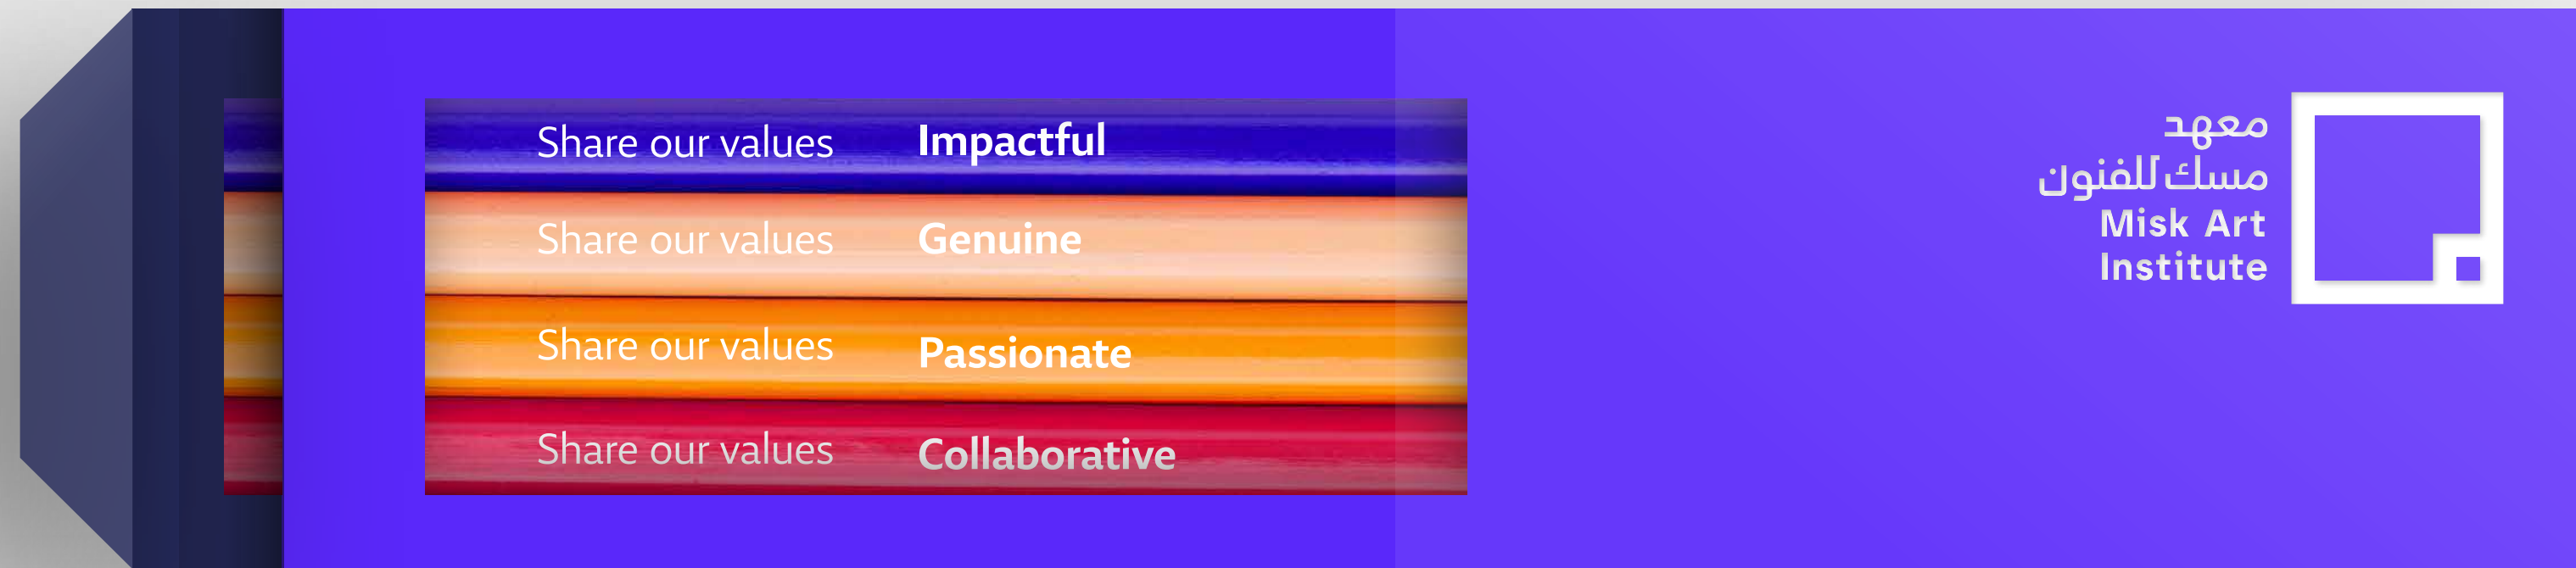 Share our values Impactful
Share our values Genuine
Share our values Passionate
Share our values Collaborative
معهد
مسك للفنون
Misk Art
Institute